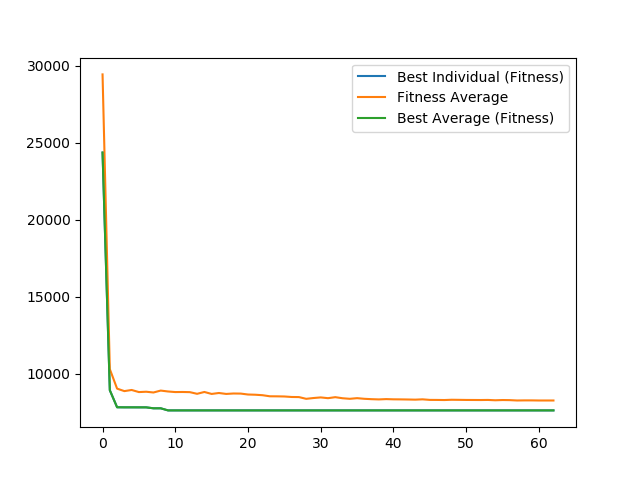 30000
25000
20000
15000
10000
0 10 20 30 40 50 60
Best Individual (Fitness)
Fitness Average
Best Average (Fitness)